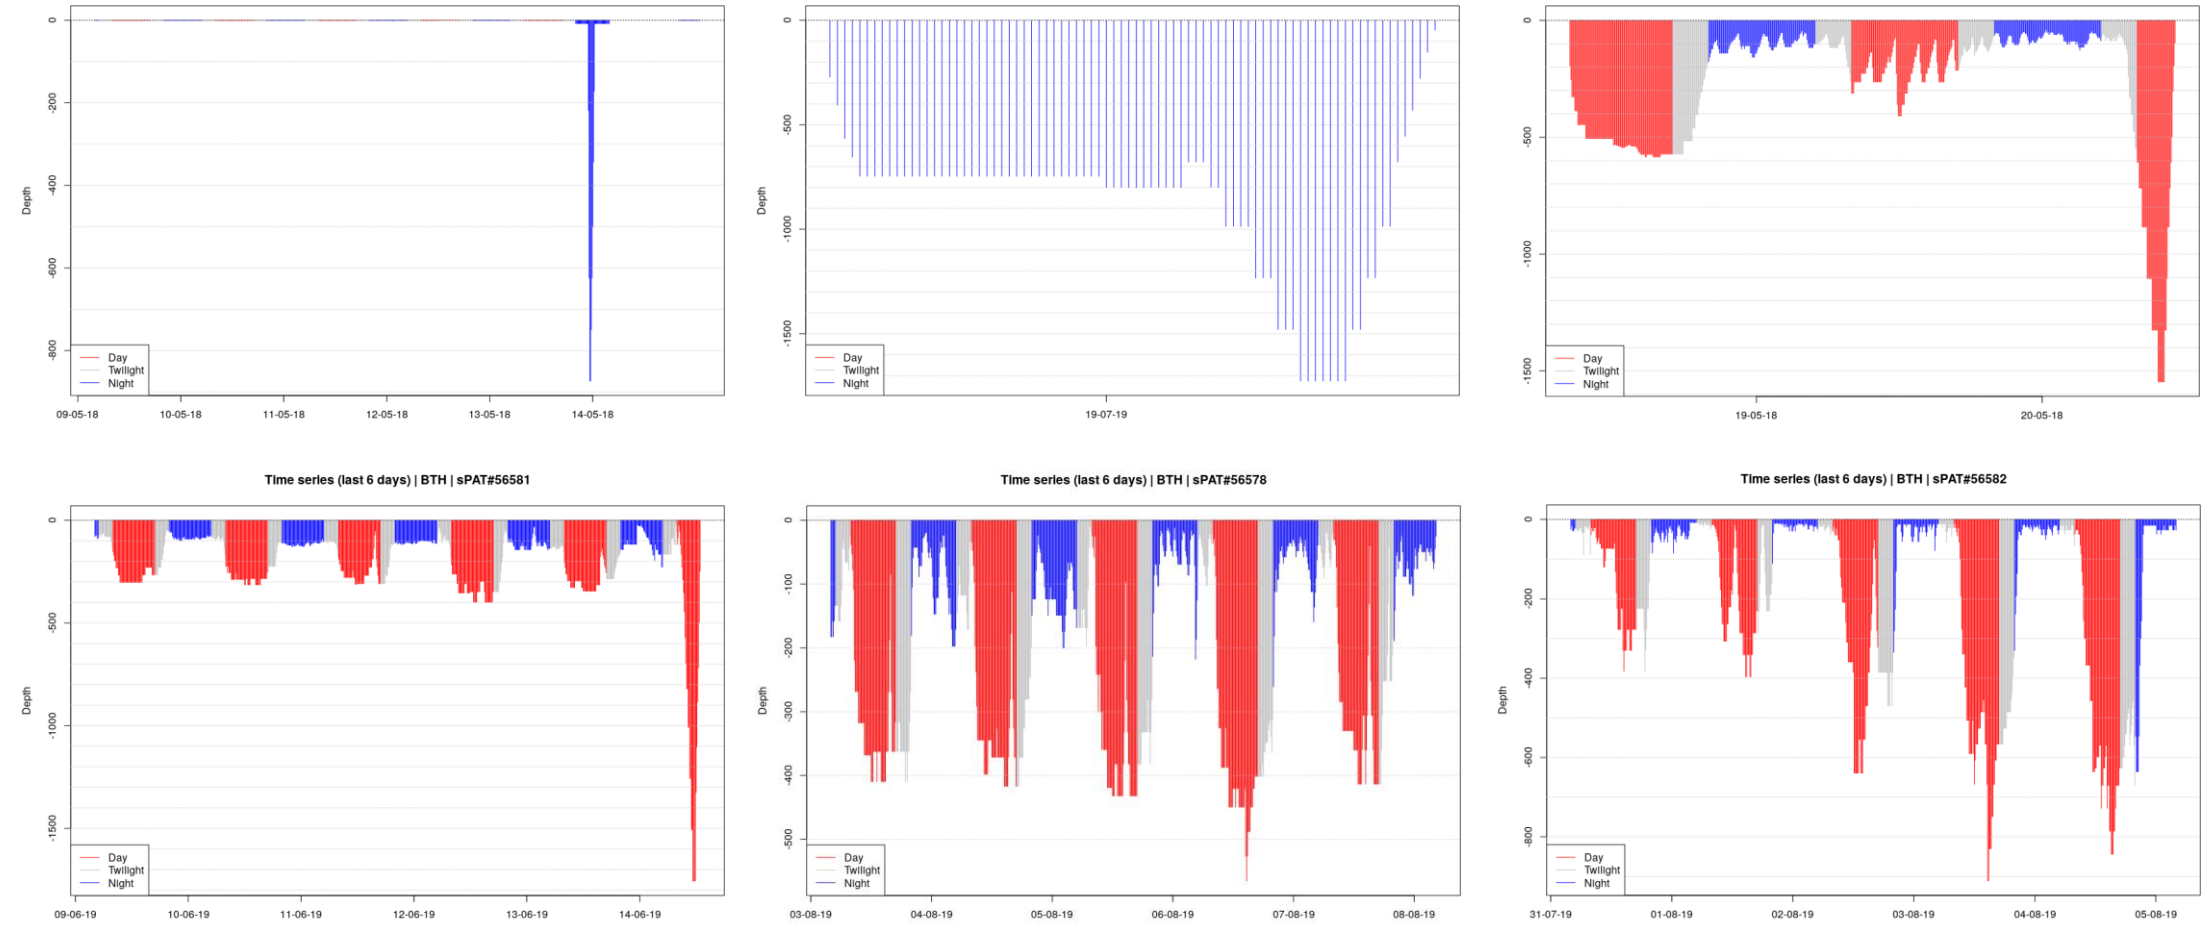 0
-200
-400
-600
-800
Depth
Day
Twilight
Night
09-05-18 10-05-18 11-05-18 12-05-18 13-05-18 14-05-18
0
-500
-1000
-1500
Depth
Day
Twilight
Night
19-07-19
0
-500
-1000
-1500
Day
Twilight
Night
19-05-18 20-05-18
Time series (last 6 days) | BTH | sPAT#56581
0
-500
-1000
-1500
Depth
Day
Twilight
Night
09-06-19 10-06-19 11-06-19 12-06-19 13-06-19 14-06-19
Time series (last 6 days) | BTH | sPAT#56578
0
-100
-200
-300
-400
-500
Depth
Day
Twilight
Night
03-08-19 04-08-19 05-08-19 06-08-19 07-08-19 08-08-19
Time series (last 6 days) | BTH | sPAT#56582
0
-200
-400
-600
-800
Depth
Day
Twilight
Night
31-07-19 01-08-19 02-08-19 03-08-19 04-08-19 05-08-19